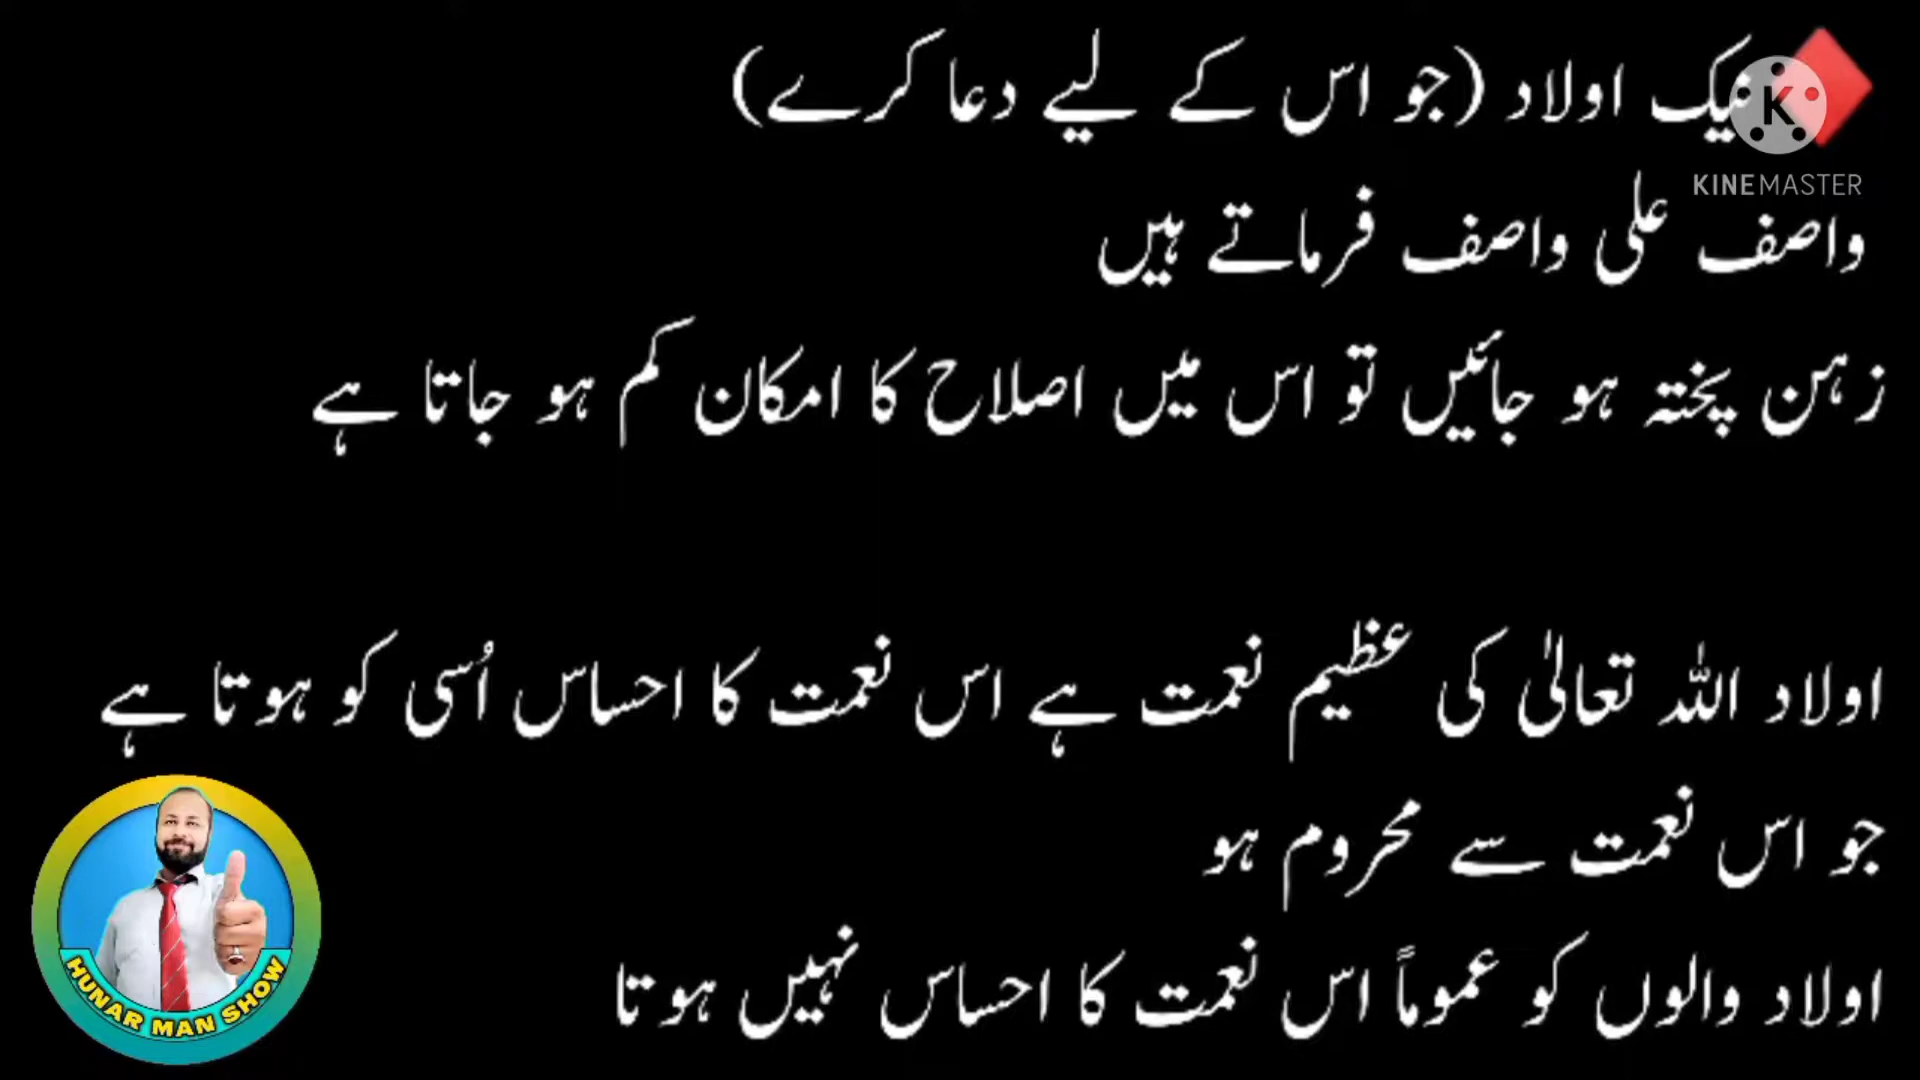 نیک اولاد (جو اس کے لیے دعا کرے)
KINEMASTER
واصف علی واصف فرماتے ہیں
زہن پختہ ہو جائیں تو اس میں اصلاح کا امکان کم ہو جاتا ہے
اولاد اللہ تعالیٰ کی عظیم نعمت ہے اس نعمت کا احساس اُسی کو ہوتا ہے
جو اس نعمت سے محروم ہو
اولاد والوں کو عموماً اس نعمت کا احساس نہیں ہوتا
HUNAR MAN SHOW